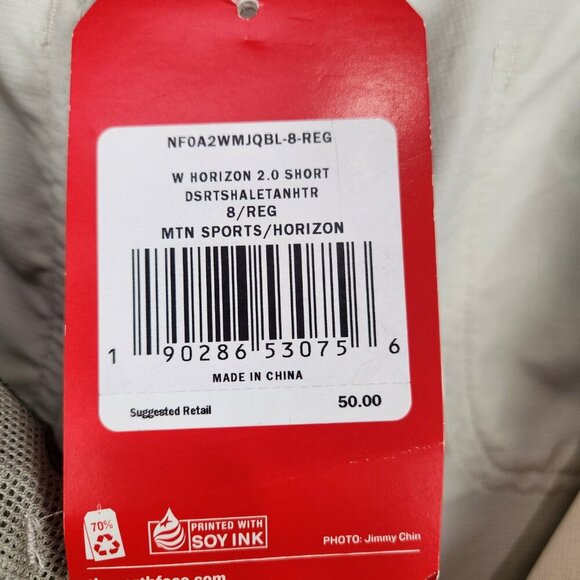 NF0A2WMJQBL-8-REG
W HORIZON 2.0 SHORT
DSRTSHALETANHTR
8/REG
MTN SPORTS/HORIZON
1 90286 53075 6
MADE IN CHINA
Suggested Retail 50.00
70%
PRINTED WITH
SOY INK
PHOTO: Jimmy Chin